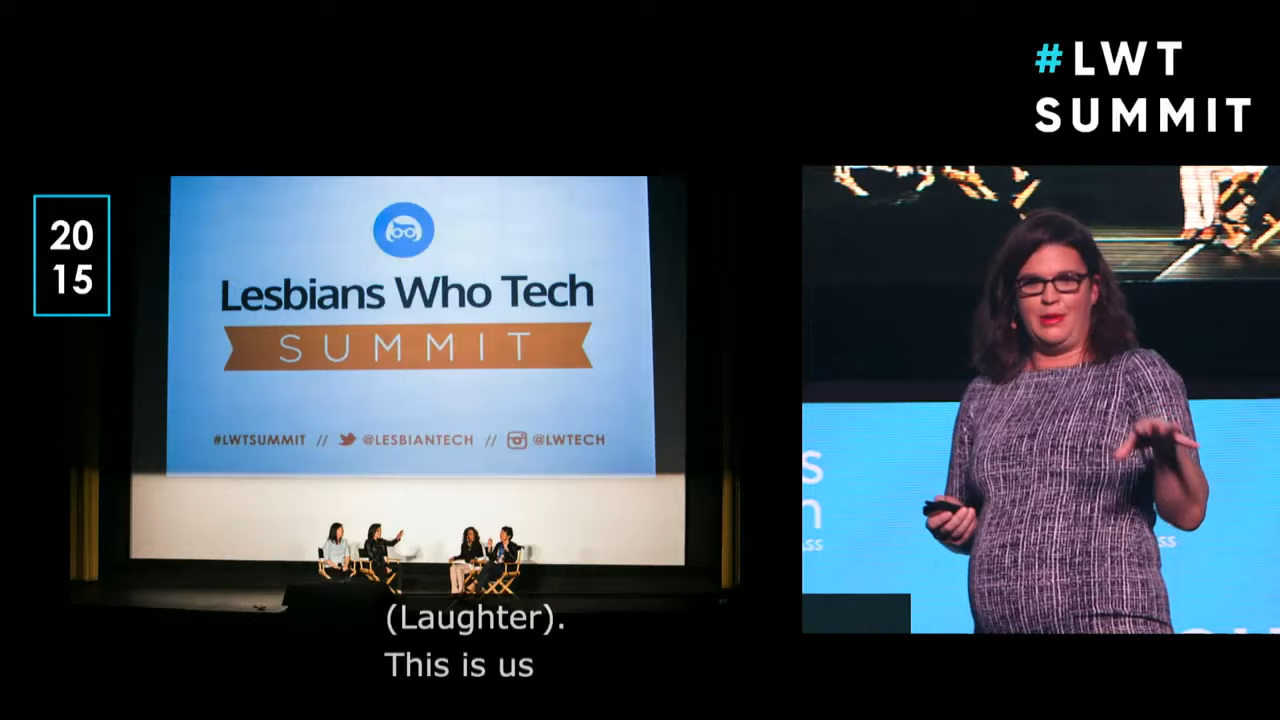 #LWT
SUMMIT
20
15
Lesbians Who Tech
SUMMIT
#LWTSUMMIT // @LESBIANTECH // @LWTECH
(Laughter).
This is us